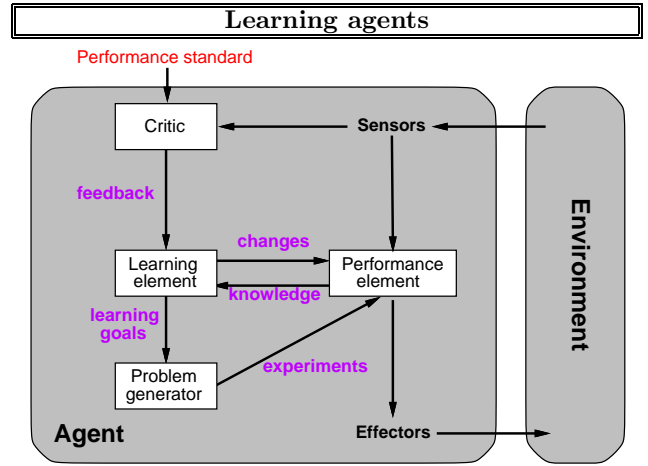 Learning agents
Performance standard
Critic
Sensors
feedback
changes
Learning
element
Performance
element
knowledge
learning
goals
experiments
Problem
generator
Agent
Effectors
Environment